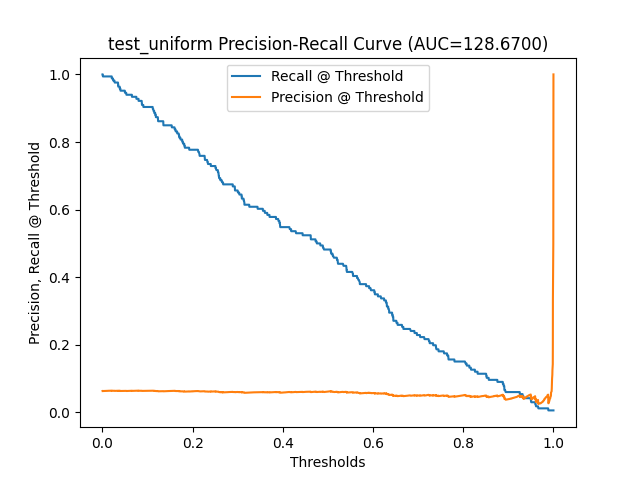 test_uniform Precision-Recall Curve (AUC=128.6700)
Recall @ Threshold
Precision @ Threshold
Precision, Recall @ Threshold
1.0
0.8
0.6
0.4
0.2
0.0
0.0 0.2 0.4 0.6 0.8 1.0
Thresholds